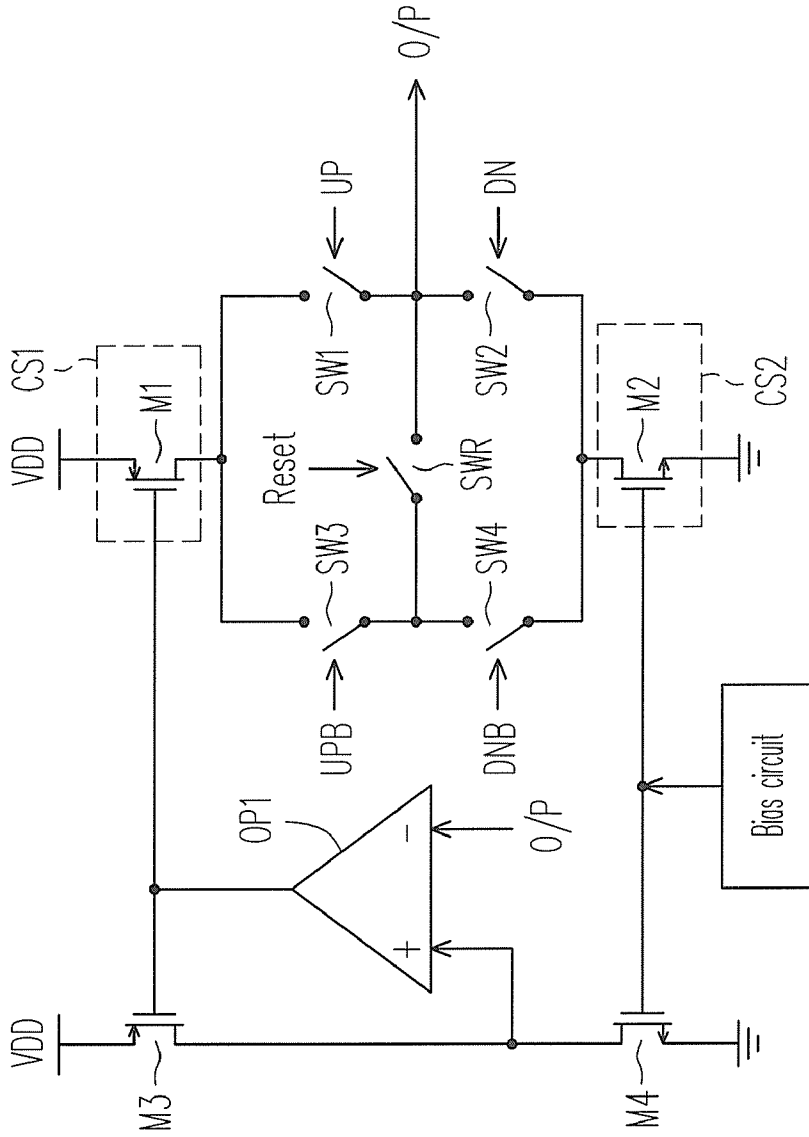 VDD
M3
VDD
CS1
M1
OP1
+
-
O/P
UPB
SW3
Reset
SWR
SW1
UP
O/P
DNB
SW4
SW2
DN
M4
Bias circuit
M2
CS2